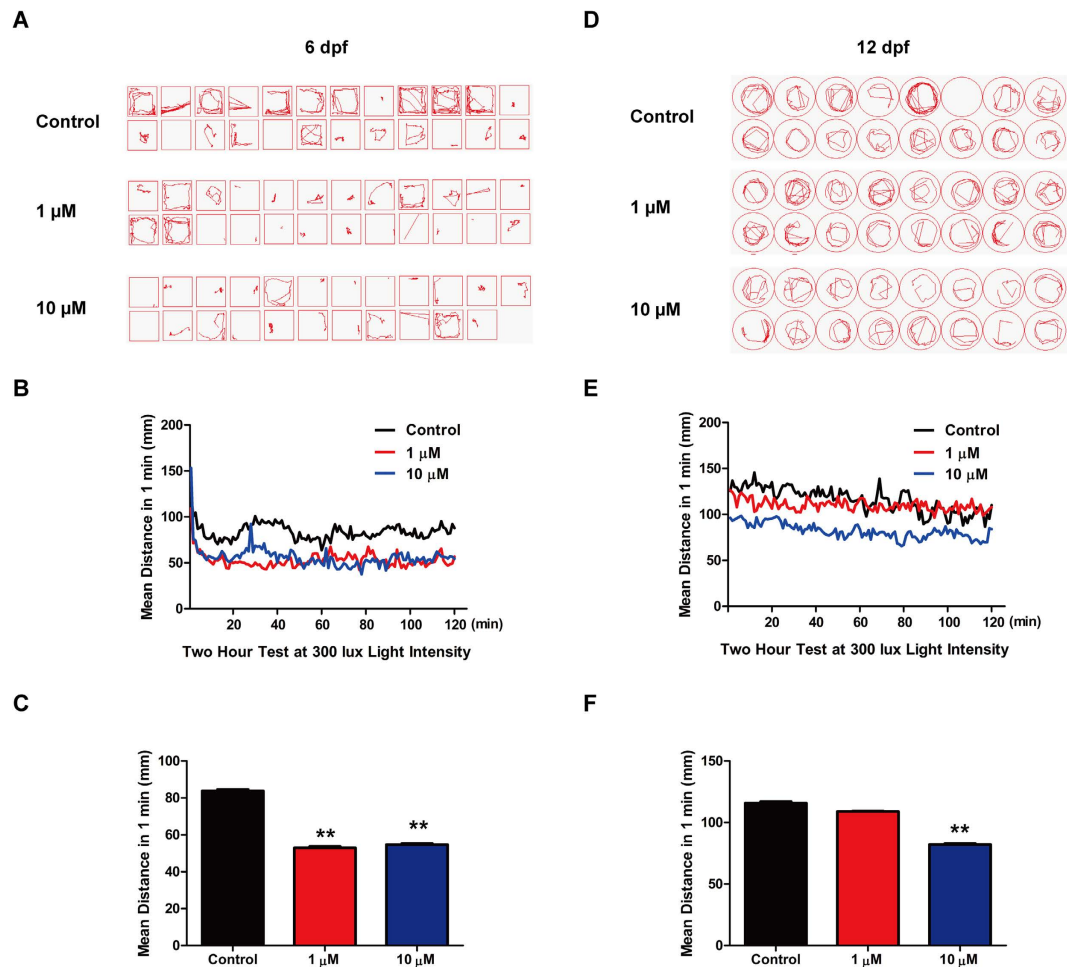 A
6 dpf
Control
1 µM
10 µM
B
200
150
100
50
0
Mean Distance in 1 min (mm)
Control
1 µM
10 µM
20 40 60 80 100 120 (min)
Two Hour Test at 300 lux Light Intensity
C
100
80
60
40
20
0
Mean Distance in 1 min (mm)
**
**
Control 1 µM 10 µM
D
12 dpf
Control
1 µM
10 µM
E
200
150
100
50
0
Mean Distance in 1 min (mm)
Control
1 µM
10 µM
20 40 60 80 100 120 (min)
Two Hour Test at 300 lux Light Intensity
F
150
100
50
0
Mean Distance in 1 min (mm)
**
Control 1 µM 10 µM